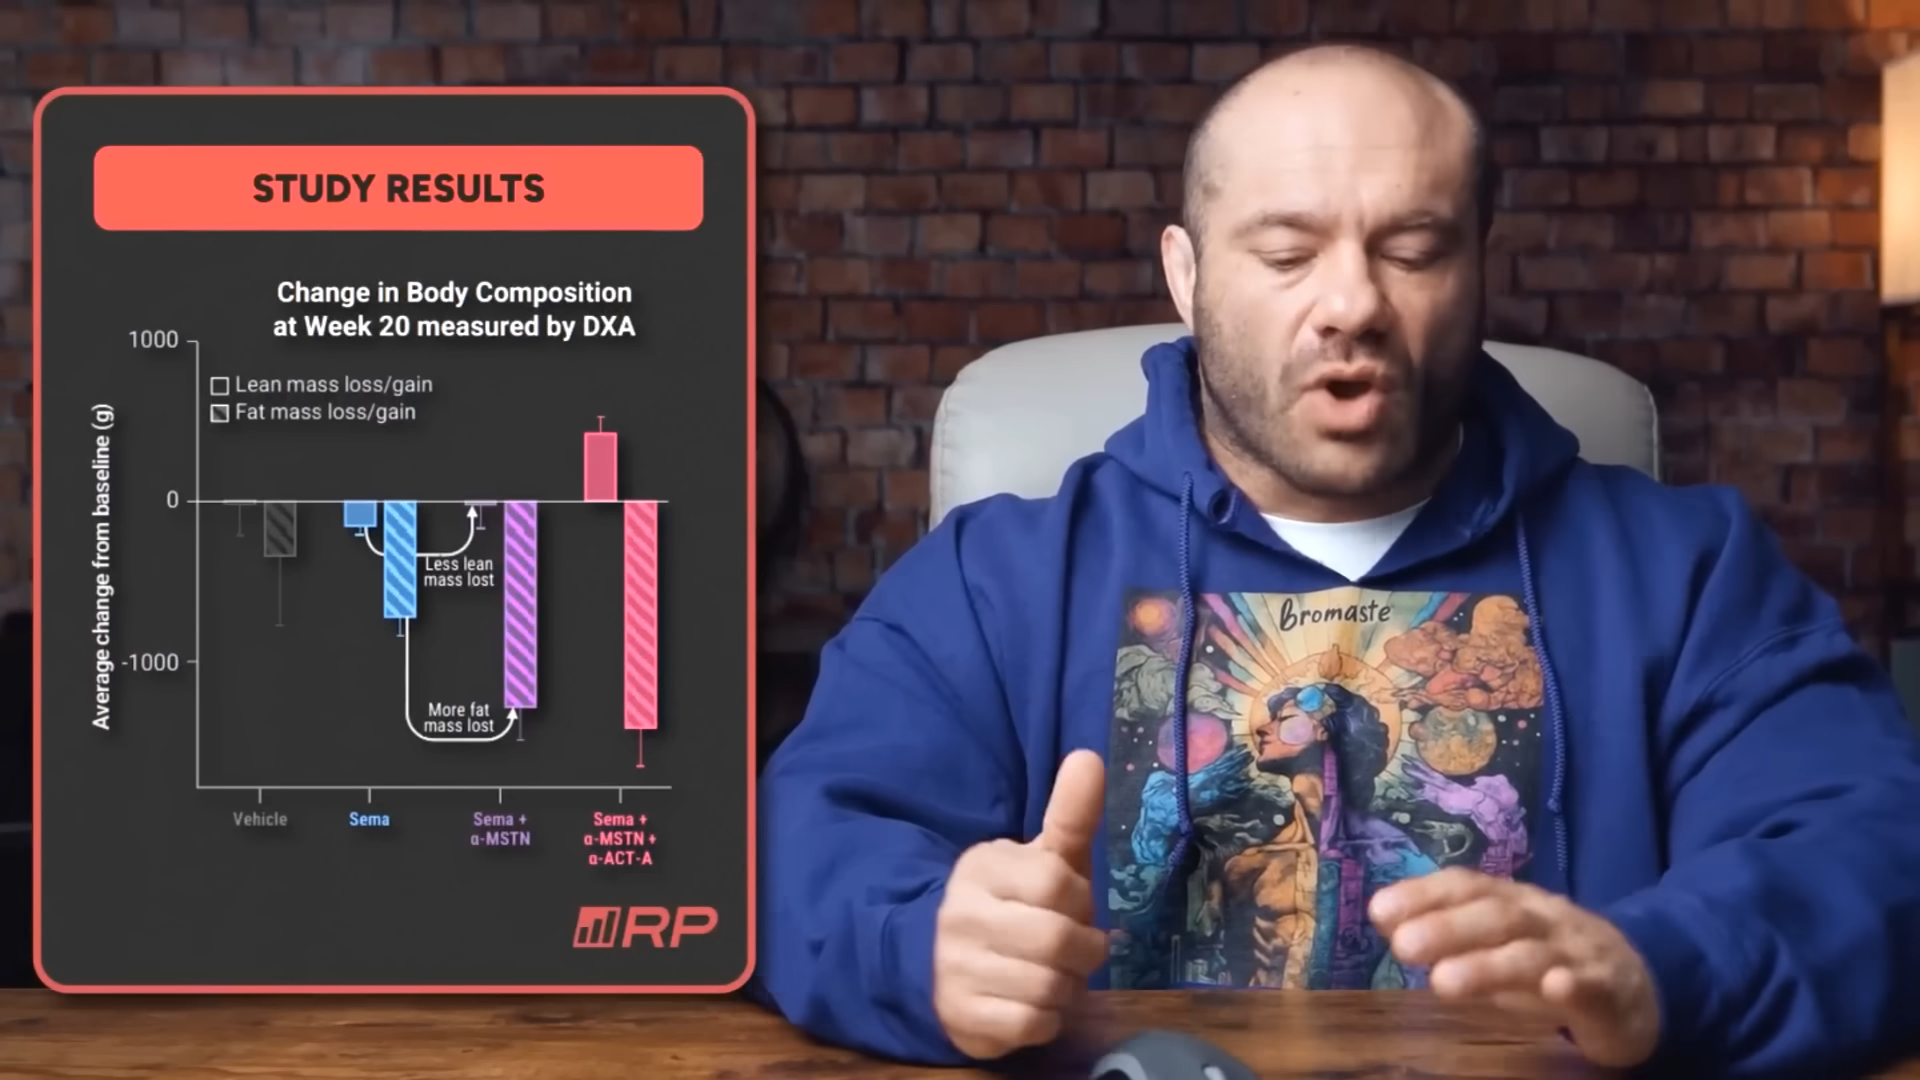 STUDY RESULTS
Change in Body Composition
at Week 20 measured by DXA
1000
Lean mass loss/gain
Fat mass loss/gain
Average change from baseline (g)
0
Less lean
mass lost
-1000
More fat
mass lost
Vehicle
Sema
Sema +
α-MSTN
Sema +
α-MSTN +
α-ACT-A
RP
Bromaste